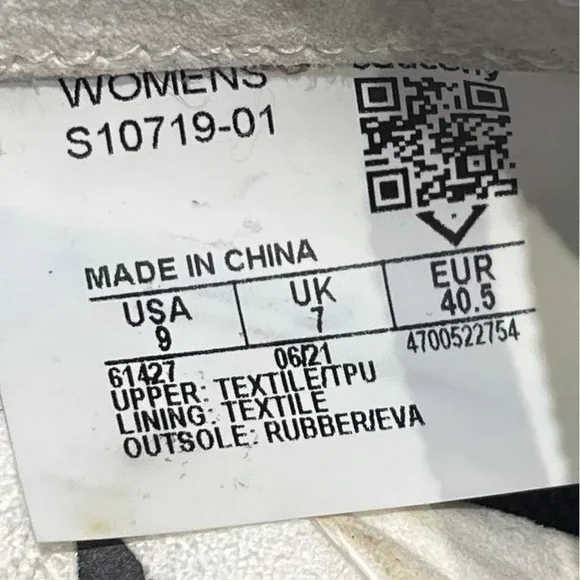 WOMENS
S10719-01
saucony
MADE IN CHINA
USA UK EUR
9 7 40.5
61427 06/21 4700522754
UPPER: TEXTILE/TPU
LINING: TEXTILE
OUTSOLE: RUBBER/EVA